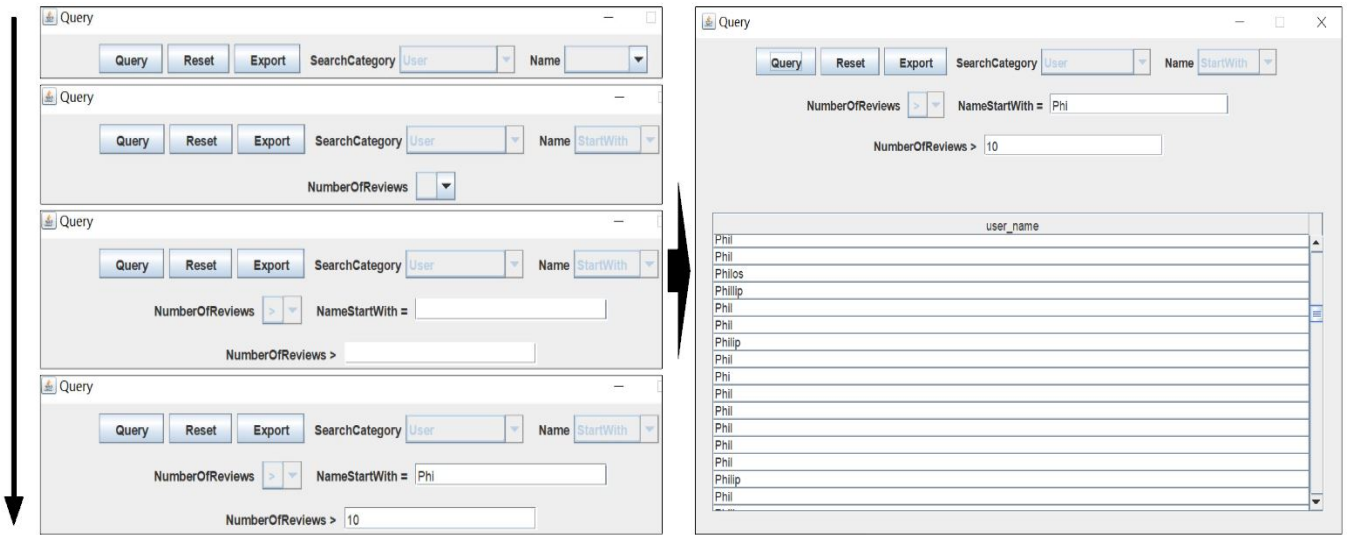 Query
Query Reset Export SearchCategory User Name
Query
Query Reset Export SearchCategory User Name StartWith
NumberOfReviews
Query
Query Reset Export SearchCategory User Name StartWith
NumberOfReviews > NameStartWith =
NumberOfReviews >
Query
Query Reset Export SearchCategory User Name StartWith
NumberOfReviews > NameStartWith = Phi
NumberOfReviews > 10
Query
Query Reset Export SearchCategory User Name StartWith
NumberOfReviews > NameStartWith = Phi
NumberOfReviews > 10
user_name
Phil
Phil
Philos
Phillip
Phil
Phil
Philip
Phil
Phi
Phil
Phil
Phil
Phil
Phil
Philip
Phil